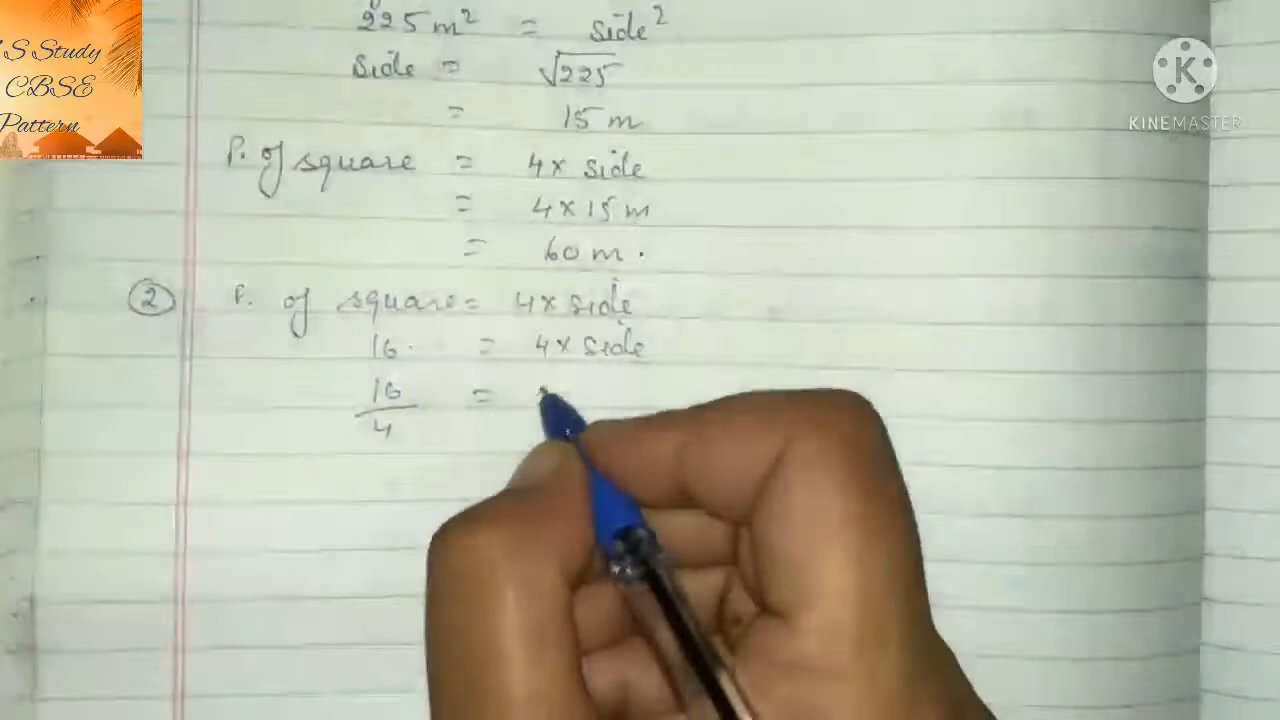 S Study
CBSE
Pattern
KINEMASTER
225 m² = side²
Side = √225
= 15 m
P. of square = 4 × side
= 4 × 15 m
= 60 m.
② P. of square = 4 × side
16 = 4 × side
16/4 =